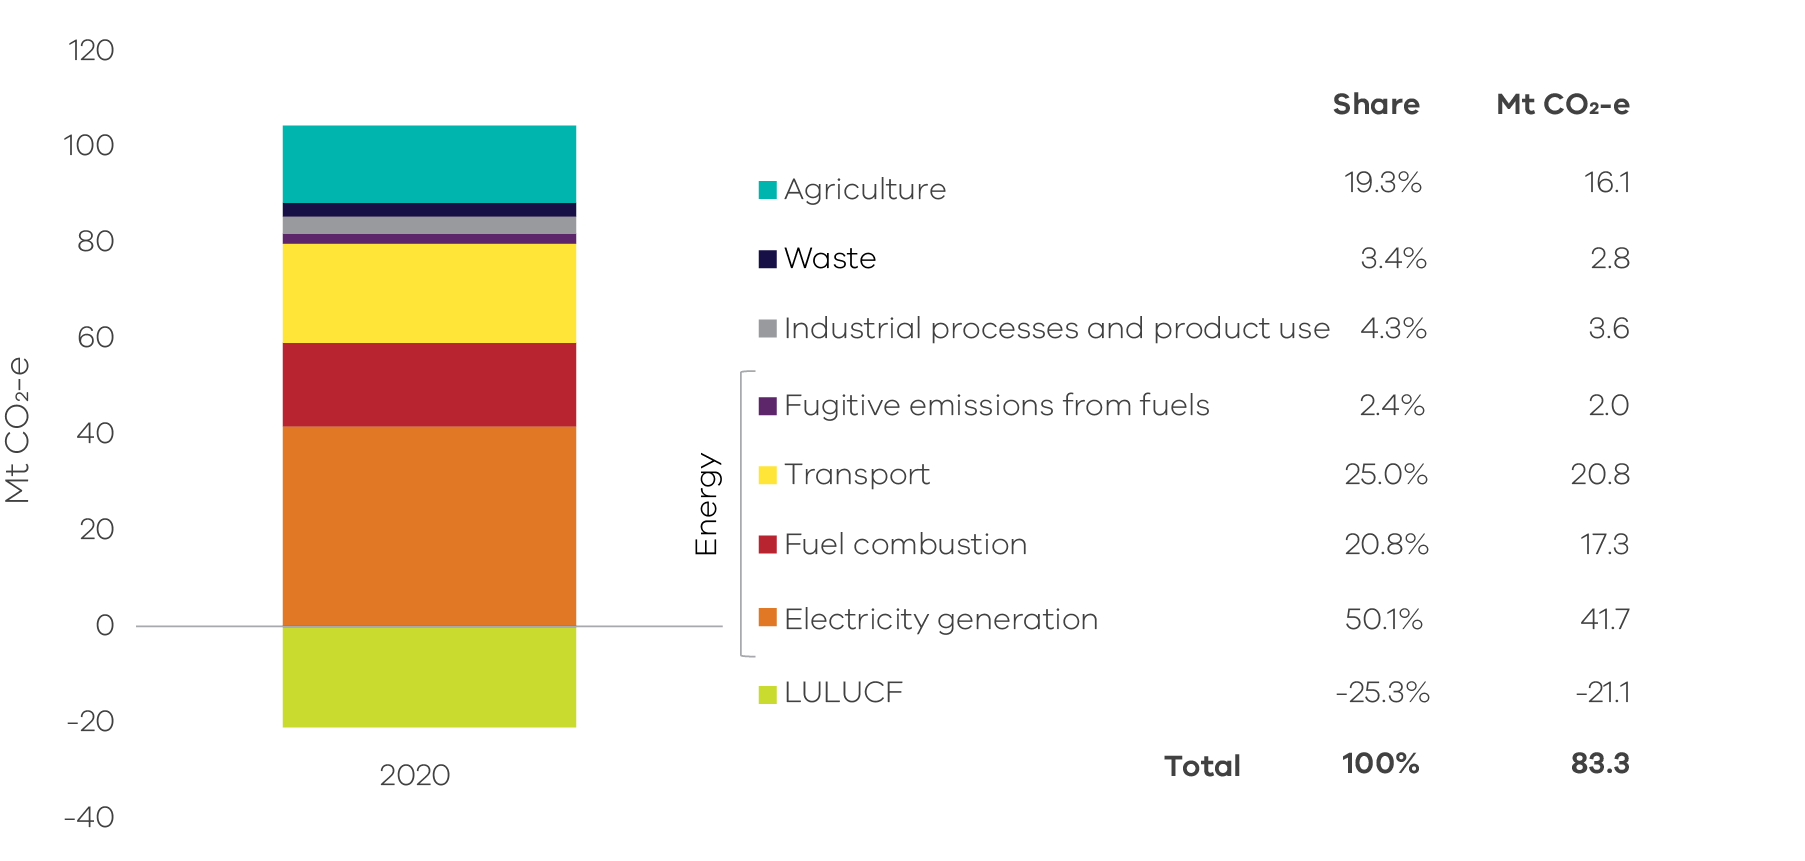 120
100
80
60
40
20
0
-20
-40
Mt CO₂-e
2020
Share Mt CO₂-e
Agriculture 19.3% 16.1
Waste 3.4% 2.8
Industrial processes and product use 4.3% 3.6
Energy
Fugitive emissions from fuels 2.4% 2.0
Transport 25.0% 20.8
Fuel combustion 20.8% 17.3
Electricity generation 50.1% 41.7
LULUCF -25.3% -21.1
Total 100% 83.3